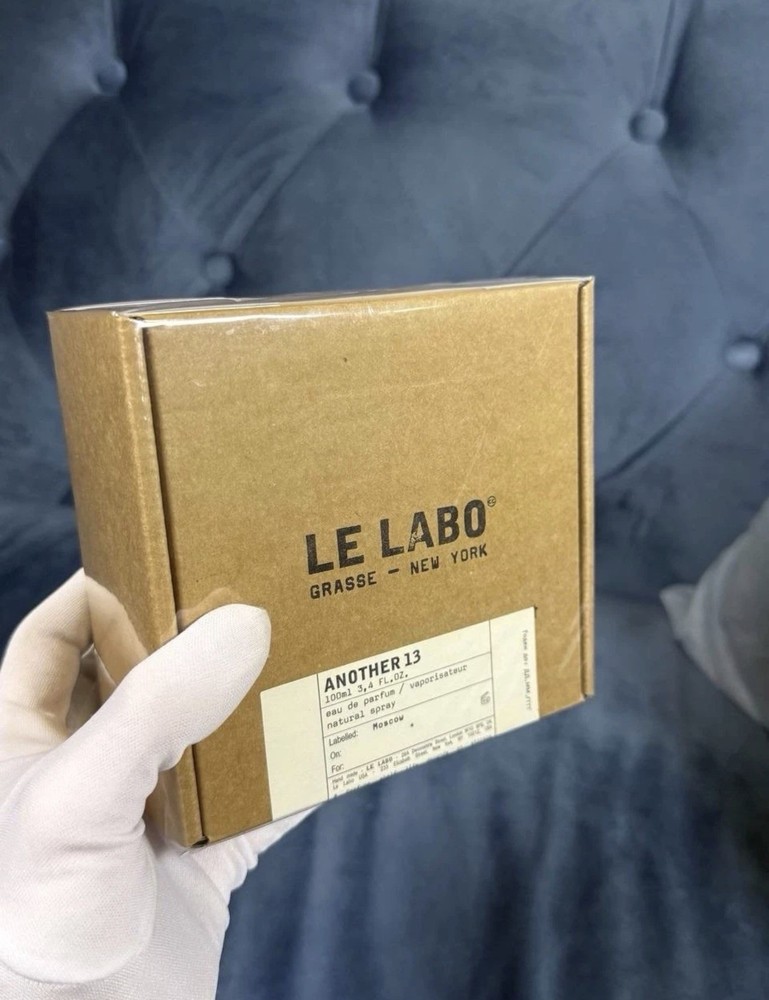 LE LABO
GRASSE — NEW YORK
ANOTHER 13
100ml 3,4 FL.OZ.
eau de parfum / vaporisateur
natural spray
Labelled: Moscow
On:
For: